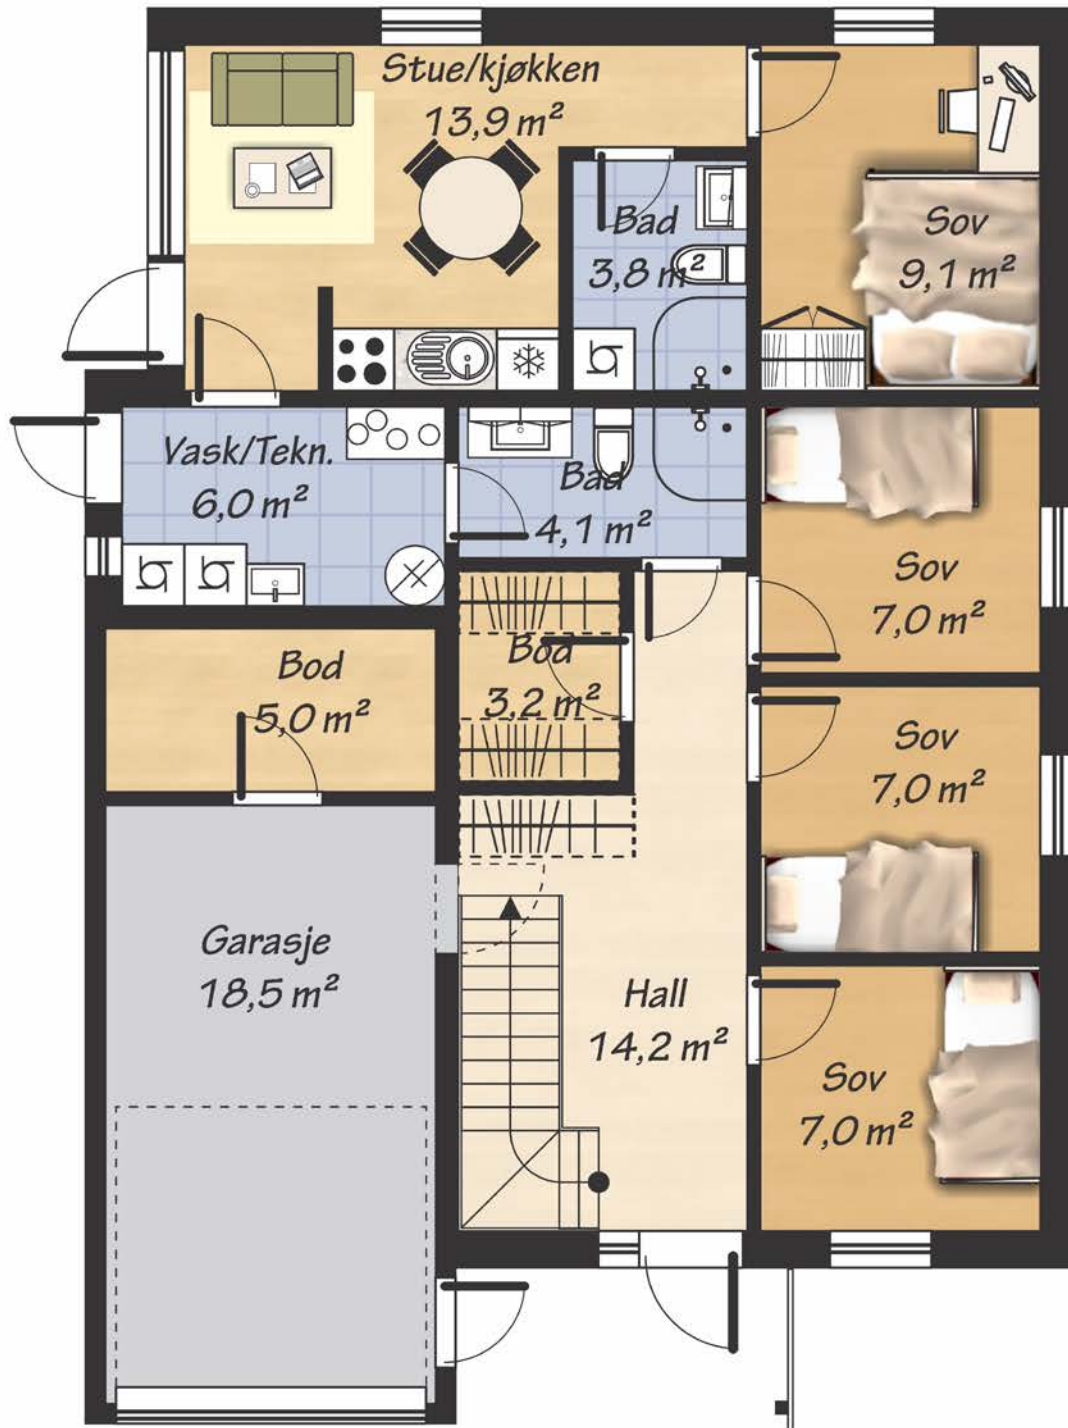 Stue/kjøkken
13,9 m²
Bad
3,8 m²
Sov
9,1 m²
Vask/Tekn.
6,0 m²
Bad
4,1 m²
Sov
7,0 m²
Bod
5,0 m²
Bod
3,2 m²
Sov
7,0 m²
Garasje
18,5 m²
Hall
14,2 m²
Sov
7,0 m²